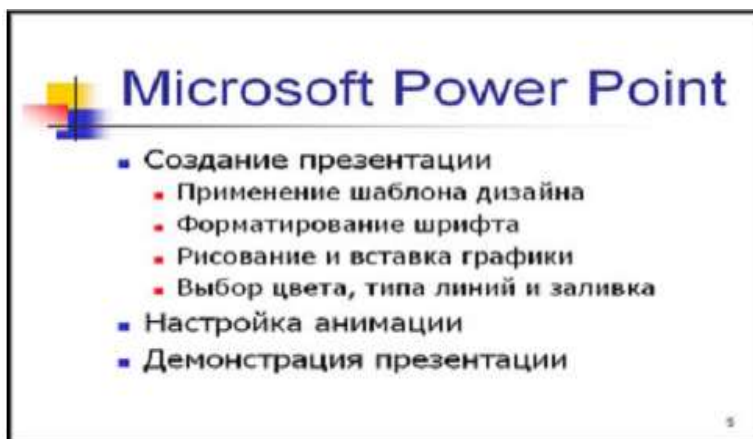 Microsoft Power Point
Создание презентации
Применение шаблона дизайна
Форматирование шрифта
Рисование и вставка графики
Выбор цвета, типа линий и заливка
Настройка анимации
Демонстрация презентации